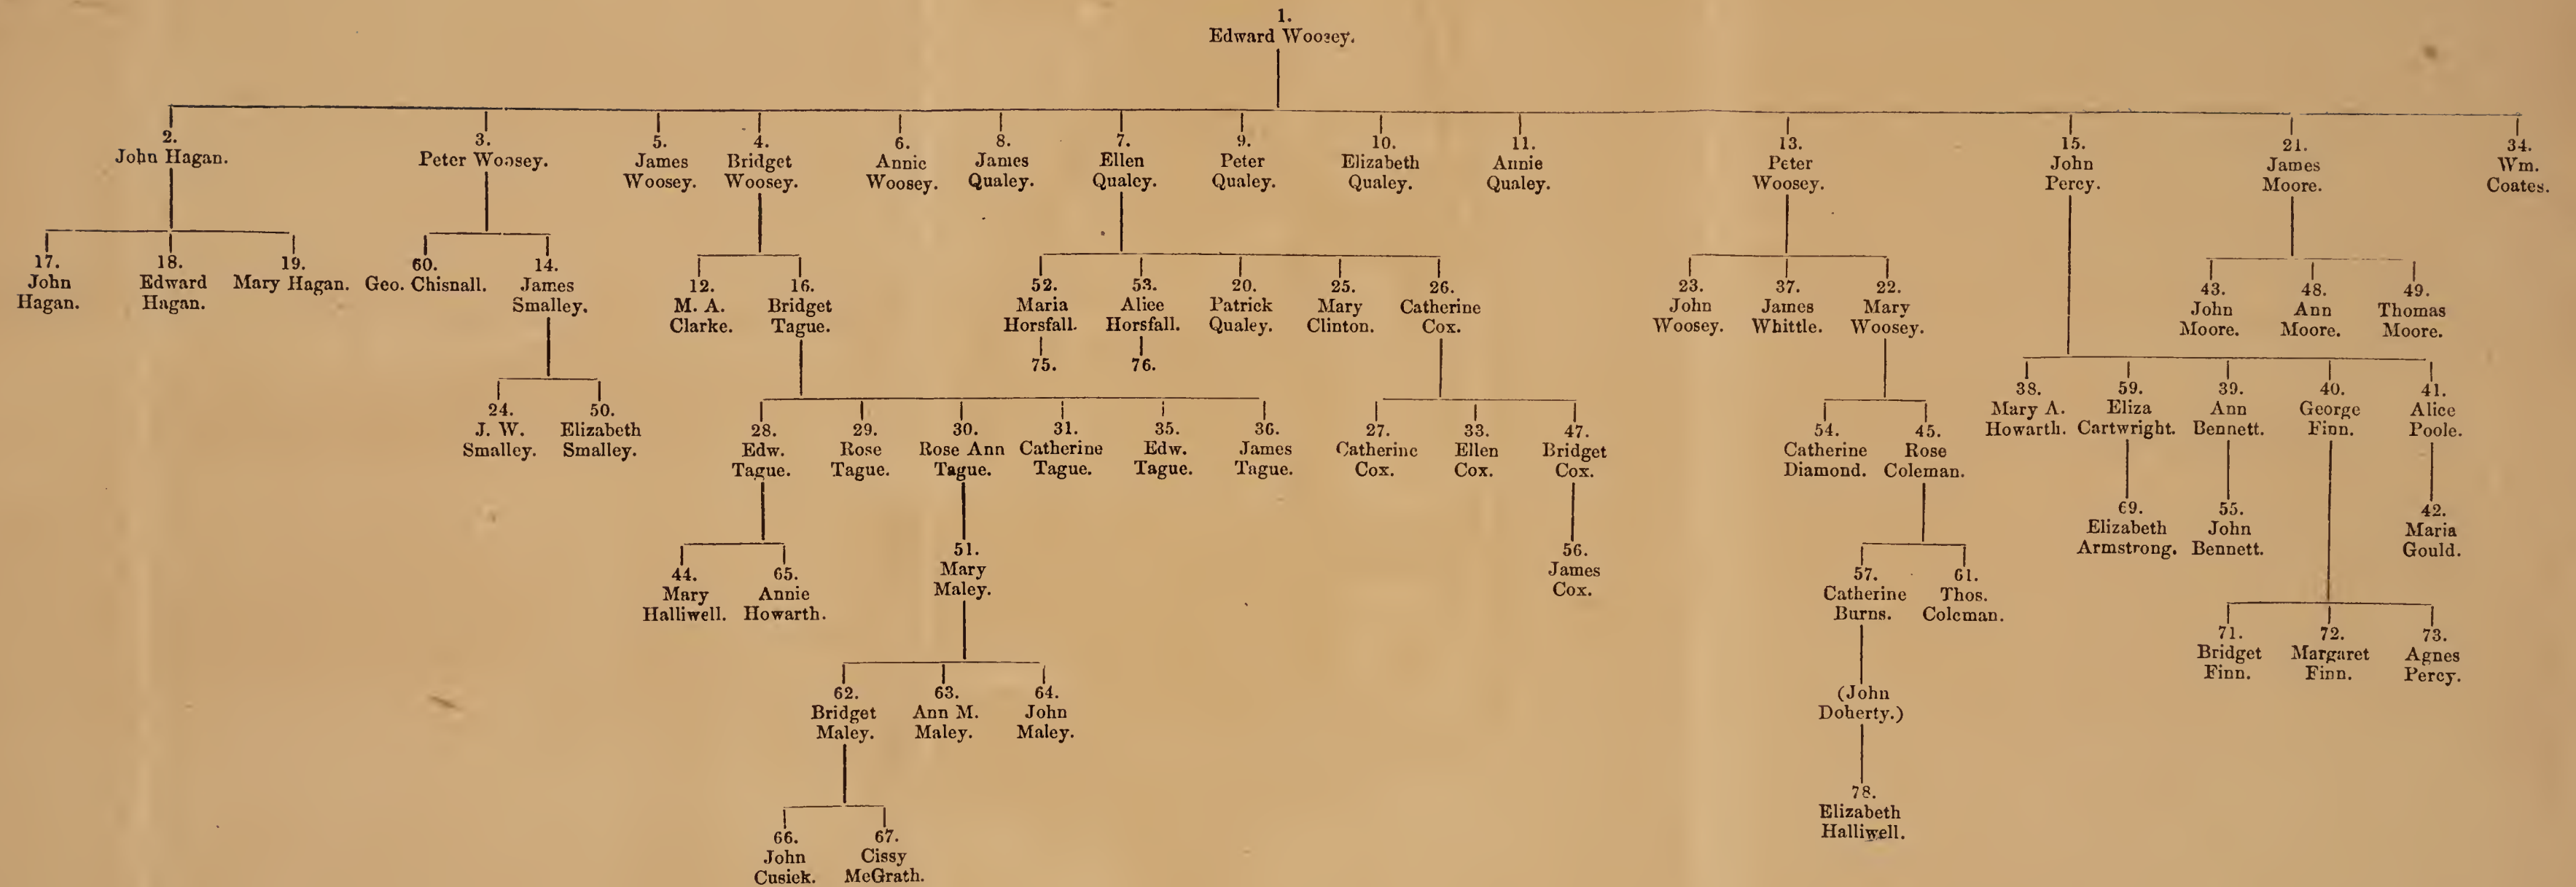 1.
Edward Woosey.
2.
John Hagan.
3.
Peter Woosey.
5.
James
Woosey.
4.
Bridget
Woosey.
6.
Annie
Woosey.
8.
James
Qualey.
7.
Ellen
Qualey.
9.
Peter
Qualey.
10.
Elizabeth
Qualey.
11.
Annie
Qualey.
13.
Peter
Woosey.
15.
John
Percy.
21.
James
Moore.
34.
Wm.
Coates.
17.
John
Hagan.
18.
Edward
Hagan.
19.
Mary Hagan.
60.
Geo. Chisnall.
14.
James
Smalley.
12.
M. A.
Clarke.
16.
Bridget
Tague.
52.
Maria
Horsfall.
75.
53.
Alice
Horsfall.
76.
20.
Patrick
Qualey.
25.
Mary
Clinton.
26.
Catherine
Cox.
23.
John
Woosey.
37.
James
Whittle.
22.
Mary
Woosey.
43.
John
Moore.
48.
Ann
Moore.
49.
Thomas
Moore.
24.
J. W.
Smalley.
50.
Elizabeth
Smalley.
28.
Edw.
Tague.
29.
Rose
Tague.
30.
Rose Ann
Tague.
31.
Catherine
Tague.
35.
Edw.
Tague.
36.
James
Tague.
27.
Catherine
Cox.
33.
Ellen
Cox.
47.
Bridget
Cox.
54.
Catherine
Diamond.
45.
Rose
Coleman.
38.
Mary A.
Howarth.
59.
Eliza
Cartwright.
39.
Ann
Bennett.
40.
George
Finn.
41.
Alice
Poole.
69.
Elizabeth
Armstrong.
55.
John
Bennett.
42.
Maria
Gould.
44.
Mary
Halliwell.
65.
Annie
Howarth.
51.
Mary
Maley.
56.
James
Cox.
57.
Catherine
Burns.
61.
Thos.
Coleman.
71.
Bridget
Finn.
72.
Margaret
Finn.
73.
Agnes
Percy.
62.
Bridget
Maley.
63.
Ann M.
Maley.
64.
John
Maley.
(John
Doherty.)
78.
Elizabeth
Halliwell.
66.
John
Cusick.
67.
Cissy
McGrath.